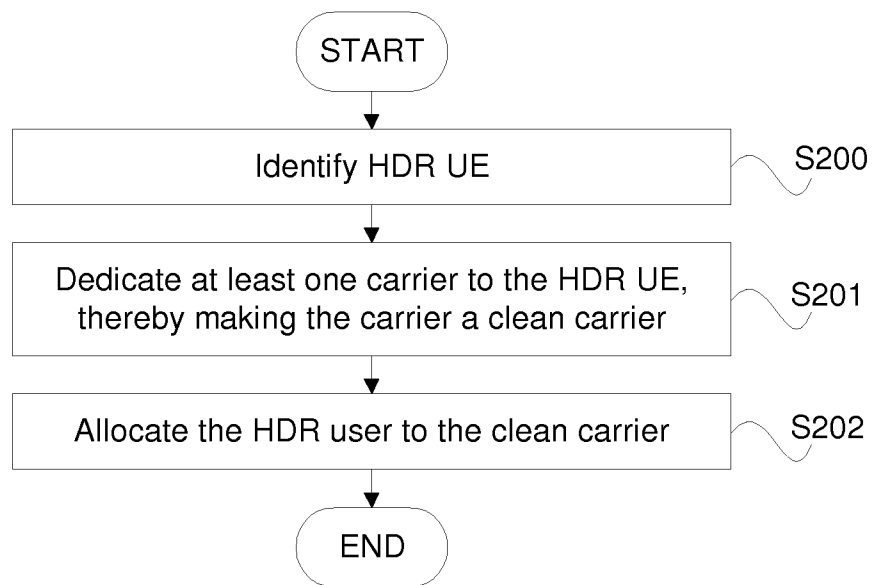 START
Identify HDR UE
S200
Dedicate at least one carrier to the HDR UE,
thereby making the carrier a clean carrier
S201
Allocate the HDR user to the clean carrier
S202
END